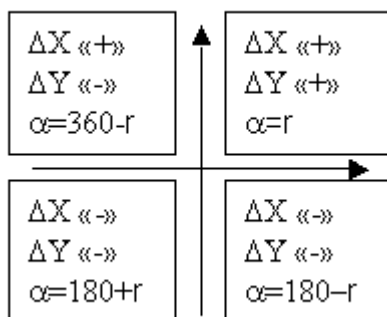 ΔX «+»
ΔY «-»
α=360-r
ΔX «+»
ΔY «+»
α=r
ΔX «-»
ΔY «-»
α=180+r
ΔX «-»
ΔY «-»
α=180–r